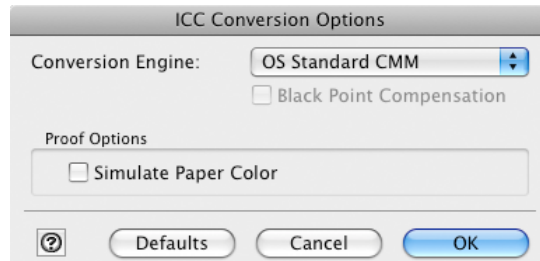 ICC Conversion Options
Conversion Engine: OS Standard CMM
Black Point Compensation
Proof Options
Simulate Paper Color
? Defaults Cancel OK